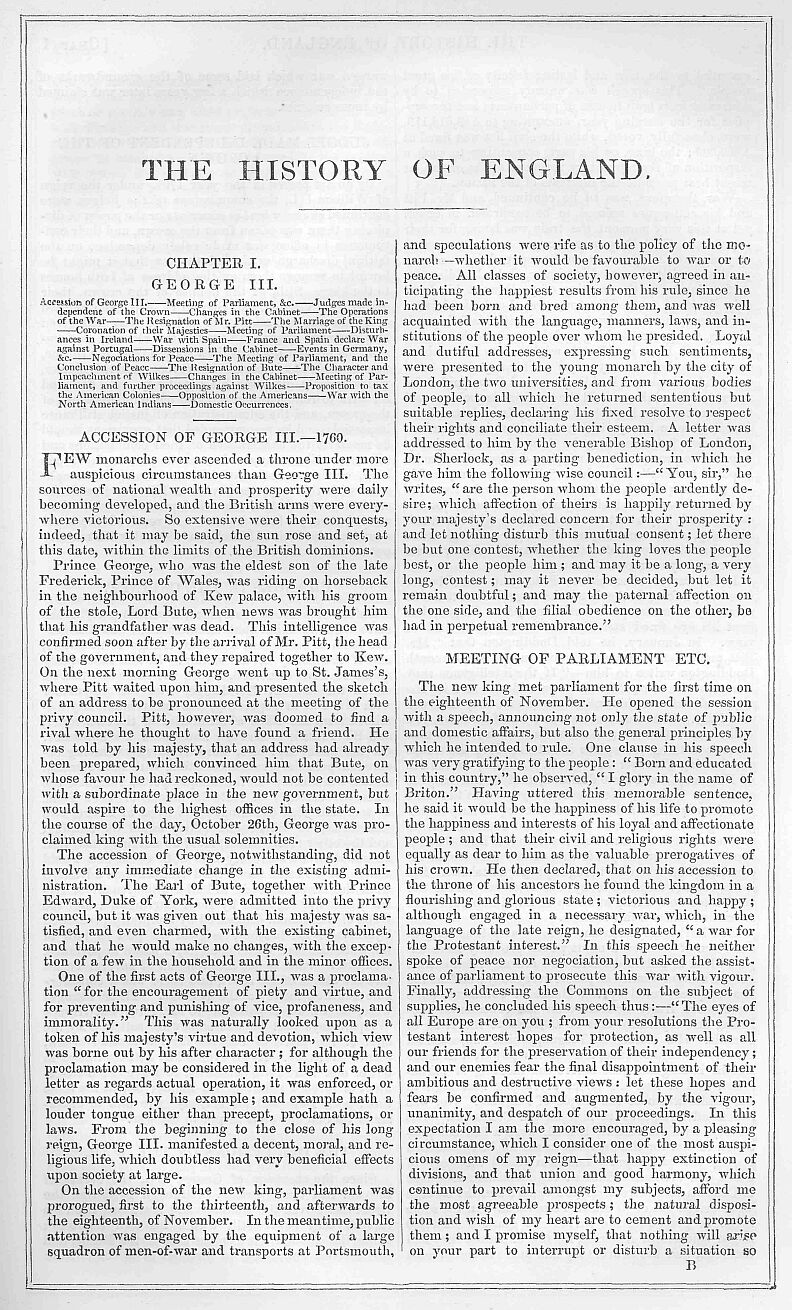 THE HISTORY OF ENGLAND.
CHAPTER I.
GEORGE III.
Accession of George III.——Meeting of Parliament, &c.——Judges made in-
dependent of the Crown——Changes in the Cabinet——The Operations
of the War——The Resignation of Mr. Pitt——The Marriage of the King
——Coronation of their Majesties——Meeting of Parliament——Disturb-
ances in Ireland——War with Spain——France and Spain declare War
against Portugal——Dissensions in the Cabinet——Events in Germany,
&c.——Negociations for Peace——The Meeting of Parliament, and the
Conclusion of Peace——The Resignation of Bute——The Character and
Impeachment of Wilkes——Changes in the Cabinet——Meeting of Par-
liament, and further proceedings against Wilkes——Proposition to tax
the American Colonies——Opposition of the Americans——War with the
North American Indians——Domestic Occurrences.
ACCESSION OF GEORGE III.—1760.
FEW monarchs ever ascended a throne under more
auspicious circumstances than George III. The
sources of national wealth and prosperity were daily
becoming developed, and the British arms were every-
where victorious. So extensive were their conquests,
indeed, that it may be said, the sun rose and set, at
this date, within the limits of the British dominions.
Prince George, who was the eldest son of the late
Frederick, Prince of Wales, was riding on horseback
in the neighbourhood of Kew palace, with his groom
of the stole, Lord Bute, when news was brought him
that his grandfather was dead. This intelligence was
confirmed soon after by the arrival of Mr. Pitt, the head
of the government, and they repaired together to Kew.
On the next morning George went up to St. James's,
where Pitt waited upon him, and presented the sketch
of an address to be pronounced at the meeting of the
privy council. Pitt, however, was doomed to find a
rival where he thought to have found a friend. He
was told by his majesty, that an address had already
been prepared, which convinced him that Bute, on
whose favour he had reckoned, would not be contented
with a subordinate place in the new government, but
would aspire to the highest offices in the state. In
the course of the day, October 26th, George was pro-
claimed king with the usual solemnities.
The accession of George, notwithstanding, did not
involve any immediate change in the existing admi-
nistration. The Earl of Bute, together with Prince
Edward, Duke of York, were admitted into the privy
council, but it was given out that his majesty was sa-
tisfied, and even charmed, with the existing cabinet,
and that he would make no changes, with the excep-
tion of a few in the household and in the minor offices.
One of the first acts of George III., was a proclama-
tion “for the encouragement of piety and virtue, and
for preventing and punishing of vice, profaneness, and
immorality.” This was naturally looked upon as a
token of his majesty's virtue and devotion, which view
was borne out by his after character; for although the
proclamation may be considered in the light of a dead
letter as regards actual operation, it was enforced, or
recommended, by his example; and example hath a
louder tongue either than precept, proclamations, or
laws. From the beginning to the close of his long
reign, George III. manifested a decent, moral, and re-
ligious life, which doubtless had very beneficial effects
upon society at large.
On the accession of the new king, parliament was
prorogued, first to the thirteenth, and afterwards to
the eighteenth, of November. In the meantime, public
attention was engaged by the equipment of a large
squadron of men-of-war and transports at Portsmouth,
and speculations were rife as to the policy of the mo-
narch—whether it would be favourable to war or to
peace. All classes of society, however, agreed in an-
ticipating the happiest results from his rule, since he
had been born and bred among them, and was well
acquainted with the language, manners, laws, and in-
stitutions of the people over whom he presided. Loyal
and dutiful addresses, expressing such sentiments,
were presented to the young monarch by the city of
London, the two universities, and from various bodies
of people, to all which he returned sententious but
suitable replies, declaring his fixed resolve to respect
their rights and conciliate their esteem. A letter was
addressed to him by the venerable Bishop of London,
Dr. Sherlock, as a parting benediction, in which he
gave him the following wise council:—“ You, sir,” he
writes, “ are the person whom the people ardently de-
sire; which affection of theirs is happily returned by
your majesty's declared concern for their prosperity :
and let nothing disturb this mutual consent; let there
be but one contest, whether the king loves the people
best, or the people him; and may it be a long, a very
long, contest; may it never be decided, but let it
remain doubtful; and may the paternal affection on
the one side, and the filial obedience on the other, be
had in perpetual remembrance.”
MEETING OF PARLIAMENT ETC.
The new king met parliament for the first time on
the eighteenth of November. He opened the session
with a speech, announcing not only the state of public
and domestic affairs, but also the general principles by
which he intended to rule. One clause in his speech
was very gratifying to the people: “ Born and educated
in this country,” he observed, “ I glory in the name of
Briton.” Having uttered this memorable sentence,
he said it would be the happiness of his life to promote
the happiness and interests of his loyal and affectionate
people; and that their civil and religious rights were
equally as dear to him as the valuable prerogatives of
his crown. He then declared, that on his accession to
the throne of his ancestors he found the kingdom in a
flourishing and glorious state; victorious and happy;
although engaged in a necessary war, which, in the
language of the late reign, he designated, “a war for
the Protestant interest.” In this speech he neither
spoke of peace nor negociation, but asked the assist-
ance of parliament to prosecute this war with vigour.
Finally, addressing the Commons on the subject of
supplies, he concluded his speech thus:—“The eyes of
all Europe are on you; from your resolutions the Pro-
testant interest hopes for protection, as well as all
our friends for the preservation of their independency;
and our enemies fear the final disappointment of their
ambitious and destructive views: let these hopes and
fears be confirmed and augmented, by the vigour,
unanimity, and despatch of our proceedings. In this
expectation I am the more encouraged, by a pleasing
circumstance, which I consider one of the most auspi-
cious omens of my reign—that happy extinction of
divisions, and that union and good harmony, which
continue to prevail amongst my subjects, afford me
the most agreeable prospects; the natural disposi-
tion and wish of my heart are to cement and promote
them; and I promise myself, that nothing will arise
on your part to interrupt or disturb a situation so
B